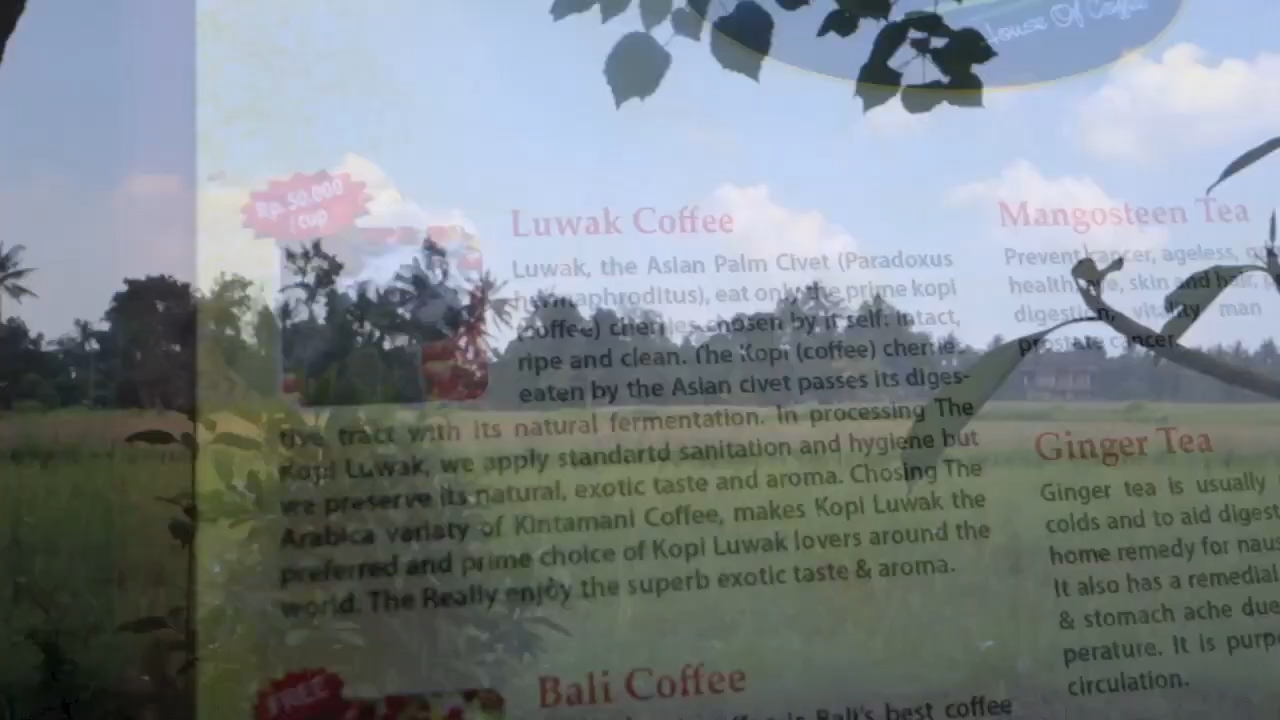 House Of Coffee
Rp. 50.000
/cup
Luwak Coffee
Luwak, the Asian Palm Civet (Paradoxus
hermaphroditus), eat only the prime kopi
(coffee) cherries chosen by it self: Intact,
ripe and clean. The Kopi (coffee) cherrie
eaten by the Asian civet passes its diges-
tive tract with its natural fermentation. In processing The
Kopi Luwak, we apply standartd sanitation and hygiene but
we preserve its natural, exotic taste and aroma. Chosing The
Arabica variaty of Kintamani Coffee, makes Kopi Luwak the
preferred and prime choice of Kopi Luwak lovers around the
world. The Really enjoy the superb exotic taste & aroma.
FREE
Bali Coffee
is Bali's best coffee
Mangosteen Tea
Prevent cancer, ageless,
health, skin and hair,
digestion, vitality man
prostate cancer
Ginger Tea
Ginger tea is usually
colds and to aid digest
home remedy for naus
It also has a remedial
& stomach ache due
perature. It is purp
circulation.